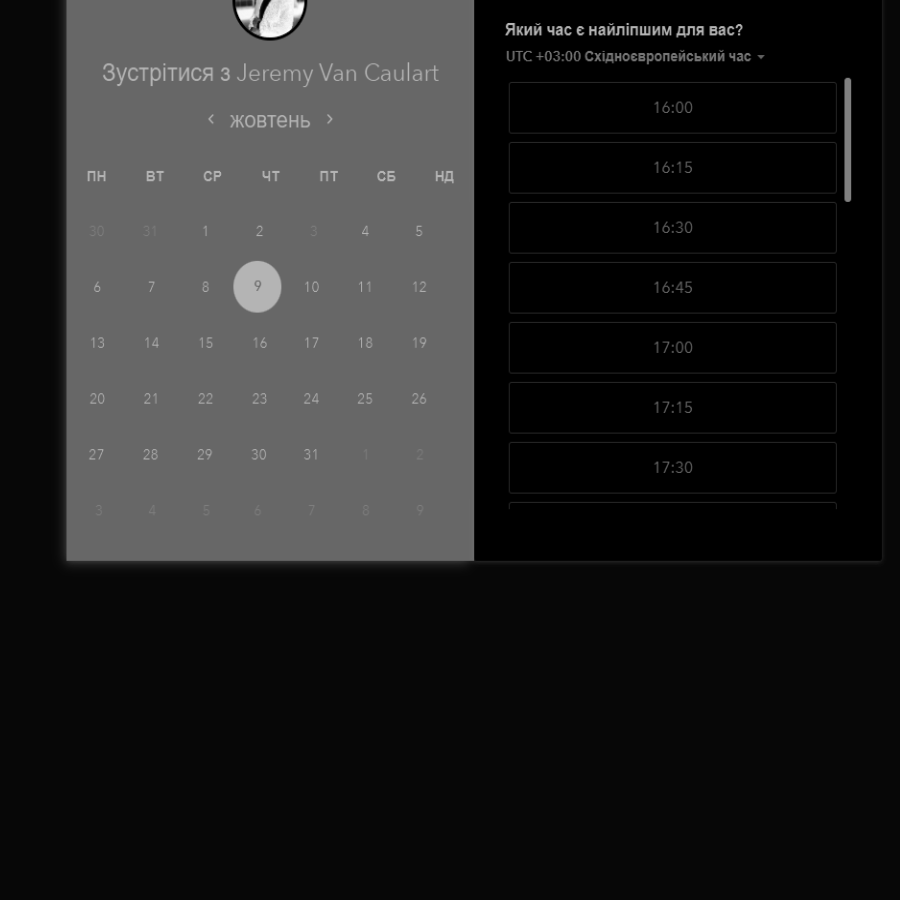 Зустрітися з Jeremy Van Caulart
жовтень
ПН ВТ СР ЧТ ПТ СБ НД
30 31 1 2 3 4 5
6 7 8 9 10 11 12
13 14 15 16 17 18 19
20 21 22 23 24 25 26
27 28 29 30 31 1 2
3 4 5 6 7 8 9
Який час є найліпшим для вас?
UTC +03:00 Східноєвропейський час
16:00
16:15
16:30
16:45
17:00
17:15
17:30